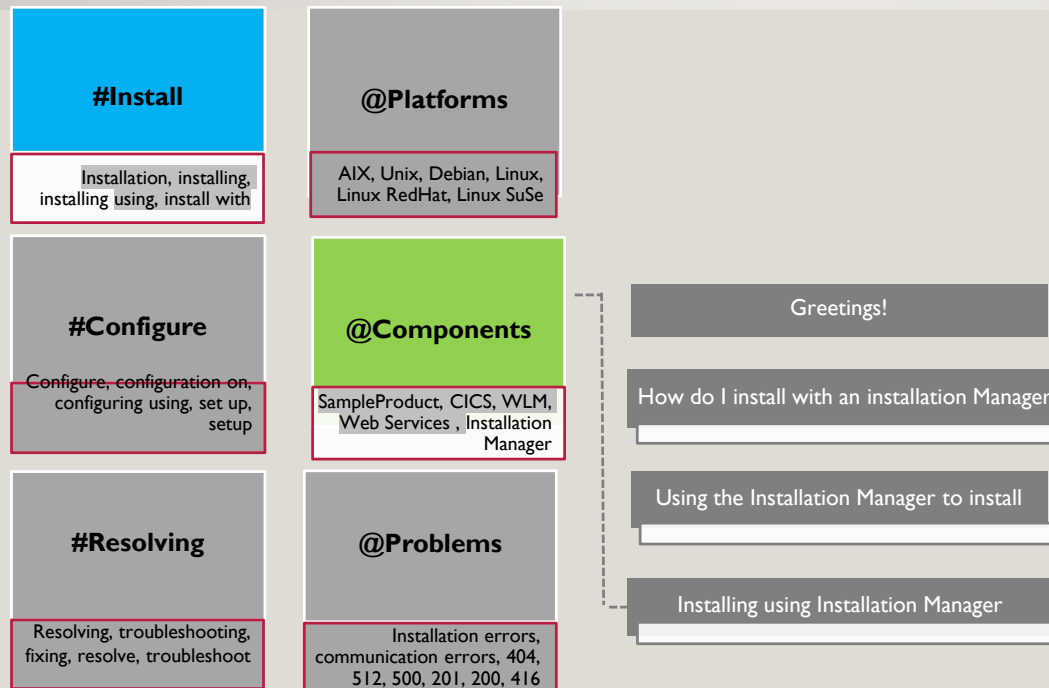 #Install
Installation, installing,
installing using, install with
@Platforms
AIX, Unix, Debian, Linux,
Linux RedHat, Linux SuSe
#Configure
Configure, configuration on,
configuring using, set up,
setup
@Components
SampleProduct, CICS, WLM,
Web Services , Installation
Manager
#Resolving
Resolving, troubleshooting,
fixing, resolve, troubleshoot
@Problems
Installation errors,
communication errors, 404,
512, 500, 201, 200, 416
Greetings!
How do I install with an installation Manager
Using the Installation Manager to install
Installing using Installation Manager